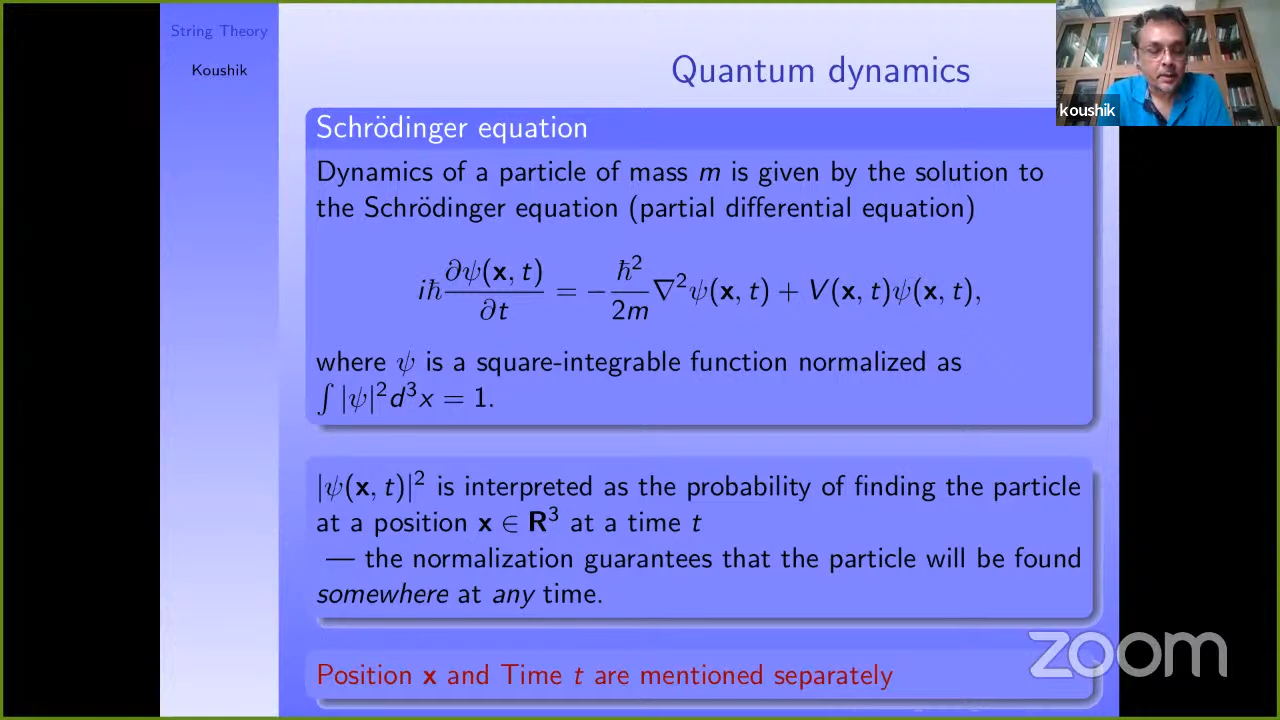 String Theory
Koushik
Quantum dynamics
koushik
Schrödinger equation
Dynamics of a particle of mass m is given by the solution to
the Schrödinger equation (partial differential equation)
iℏ ∂ψ(x, t)/∂t = −ℏ²/2m ∇²ψ(x, t) + V(x, t)ψ(x, t),
where ψ is a square-integrable function normalized as
∫ |ψ|²d³x = 1.
|ψ(x, t)|² is interpreted as the probability of finding the particle
at a position x ∈ R³ at a time t
— the normalization guarantees that the particle will be found
somewhere at any time.
Position x and Time t are mentioned separately
zoom